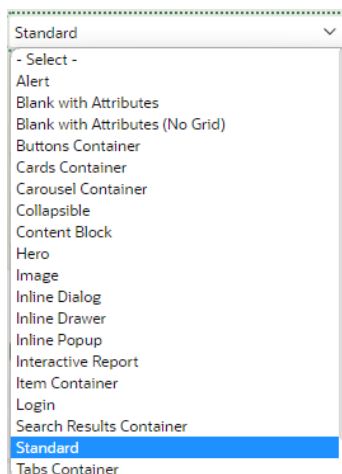 Standard
- Select -
Alert
Blank with Attributes
Blank with Attributes (No Grid)
Buttons Container
Cards Container
Carousel Container
Collapsible
Content Block
Hero
Image
Inline Dialog
Inline Drawer
Inline Popup
Interactive Report
Item Container
Login
Search Results Container
Standard
Tabs Container